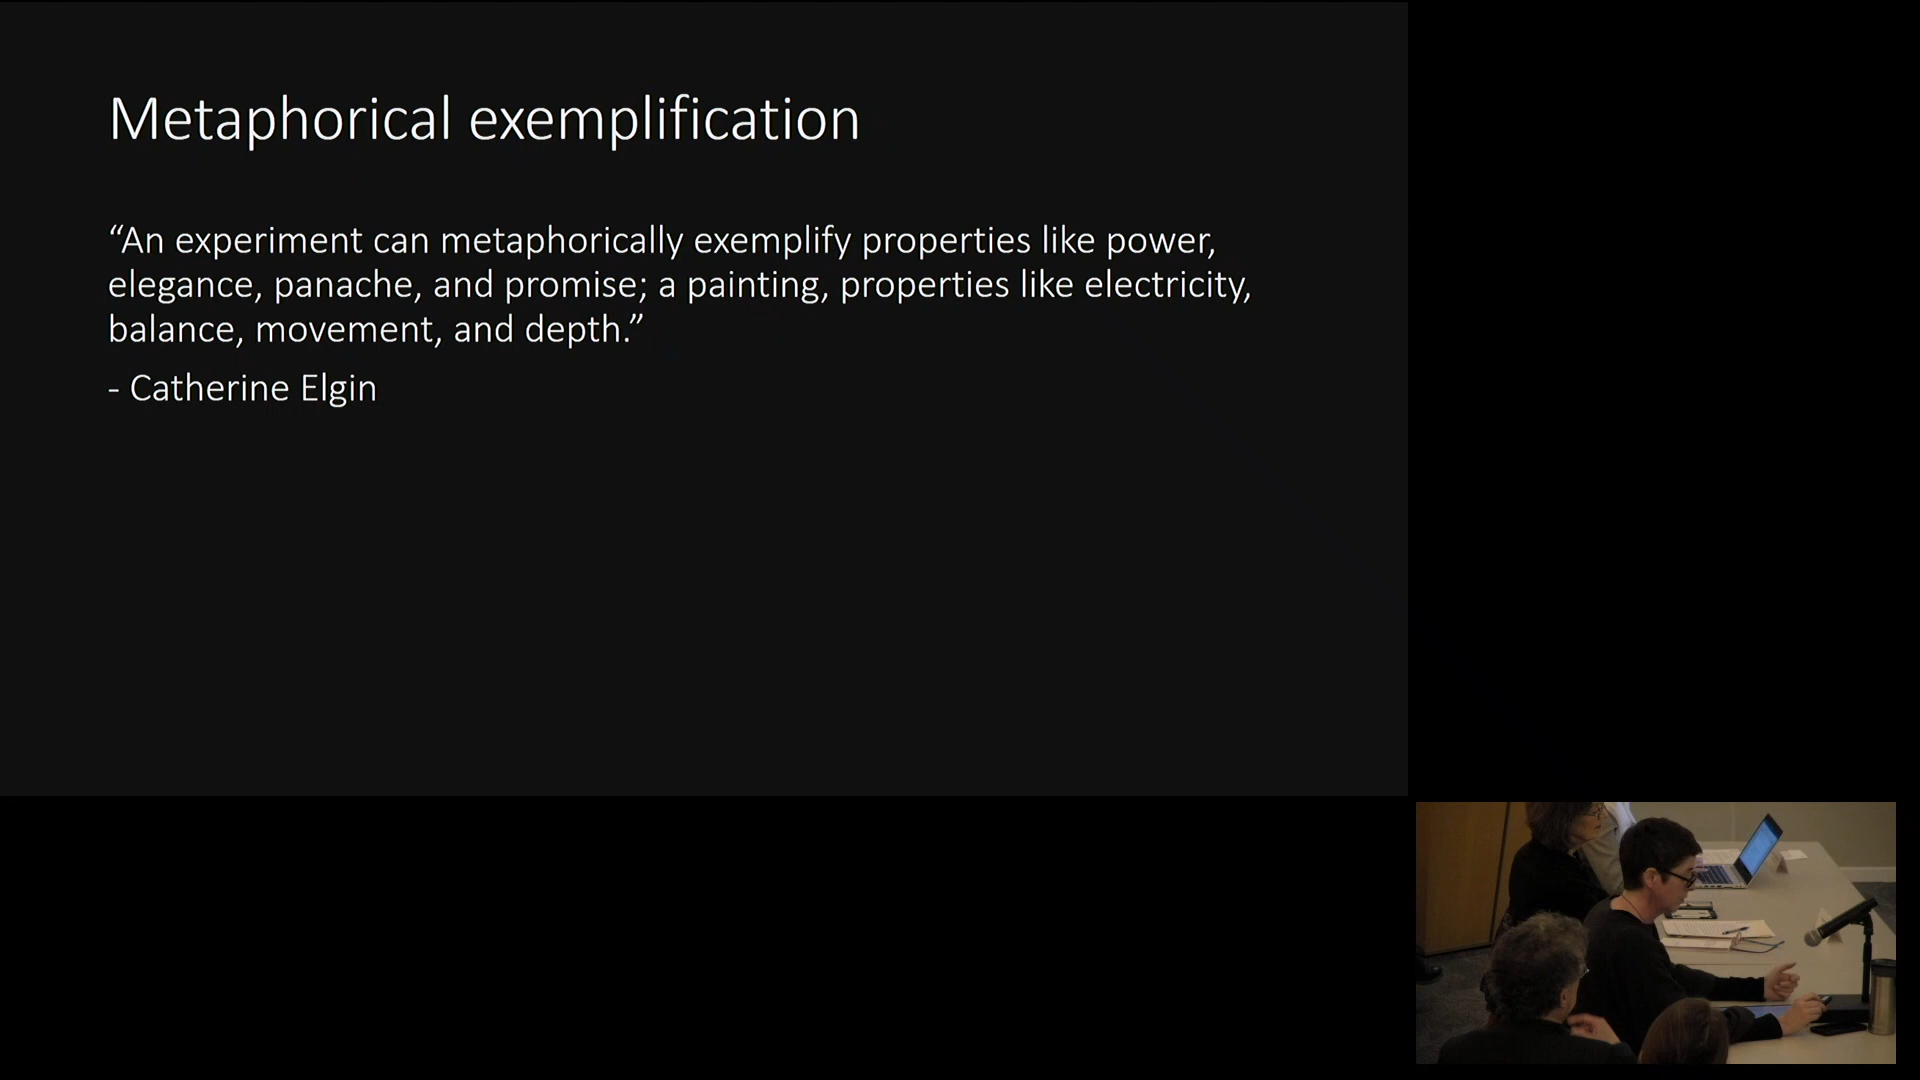 Metaphorical exemplification
“An experiment can metaphorically exemplify properties like power,
elegance, panache, and promise; a painting, properties like electricity,
balance, movement, and depth.”
- Catherine Elgin